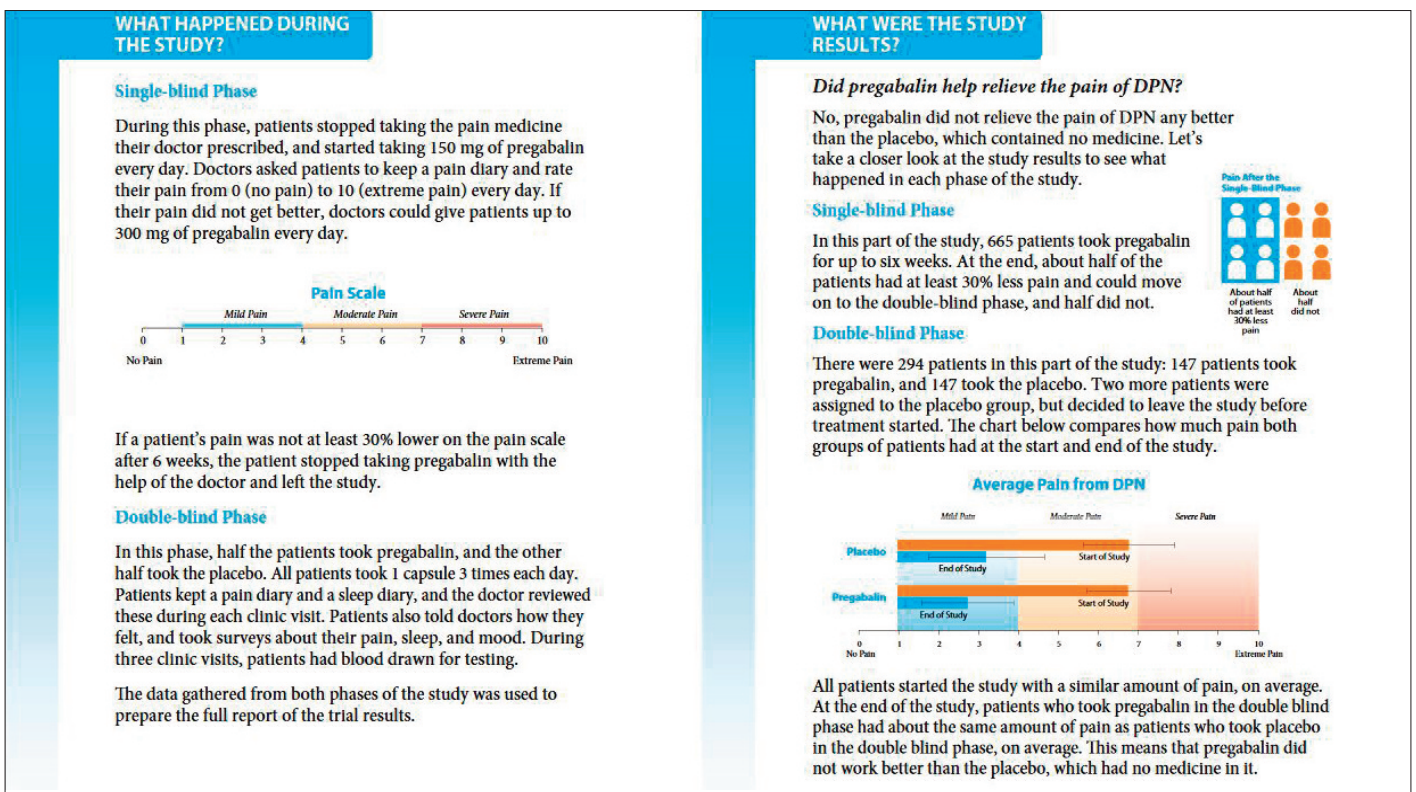 WHAT HAPPENED DURING
THE STUDY?
Single-blind Phase
During this phase, patients stopped taking the pain medicine
their doctor prescribed, and started taking 150 mg of pregabalin
every day. Doctors asked patients to keep a pain diary and rate
their pain from 0 (no pain) to 10 (extreme pain) every day. If
their pain did not get better, doctors could give patients up to
300 mg of pregabalin every day.
Pain Scale
Mild Pain Moderate Pain Severe Pain
0 1 2 3 4 5 6 7 8 9 10
No Pain Extreme Pain
If a patient's pain was not at least 30% lower on the pain scale
after 6 weeks, the patient stopped taking pregabalin with the
help of the doctor and left the study.
Double-blind Phase
In this phase, half the patients took pregabalin, and the other
half took the placebo. All patients took 1 capsule 3 times each day.
Patients kept a pain diary and a sleep diary, and the doctor reviewed
these during each clinic visit. Patients also told doctors how they
felt, and took surveys about their pain, sleep, and mood. During
three clinic visits, patients had blood drawn for testing.
The data gathered from both phases of the study was used to
prepare the full report of the trial results.
WHAT WERE THE STUDY
RESULTS?
Did pregabalin help relieve the pain of DPN?
No, pregabalin did not relieve the pain of DPN any better
than the placebo, which contained no medicine. Let's
take a closer look at the study results to see what
happened in each phase of the study.
Pain After the
Single-Blind Phase
About half
of patients
had at least
30% less
pain
About
half
did not
Single-blind Phase
In this part of the study, 665 patients took pregabalin
for up to six weeks. At the end, about half of the
patients had at least 30% less pain and could move
on to the double-blind phase, and half did not.
Double-blind Phase
There were 294 patients in this part of the study: 147 patients took
pregabalin, and 147 took the placebo. Two more patients were
assigned to the placebo group, but decided to leave the study before
treatment started. The chart below compares how much pain both
groups of patients had at the start and end of the study.
Average Pain from DPN
Mild Pain Moderate Pain Severe Pain
Placebo
Start of Study
End of Study
Pregabalin
Start of Study
End of Study
0 1 2 3 4 5 6 7 8 9 10
No Pain Extreme Pain
All patients started the study with a similar amount of pain, on average.
At the end of the study, patients who took pregabalin in the double blind
phase had about the same amount of pain as patients who took placebo
in the double blind phase, on average. This means that pregabalin did
not work better than the placebo, which had no medicine in it.